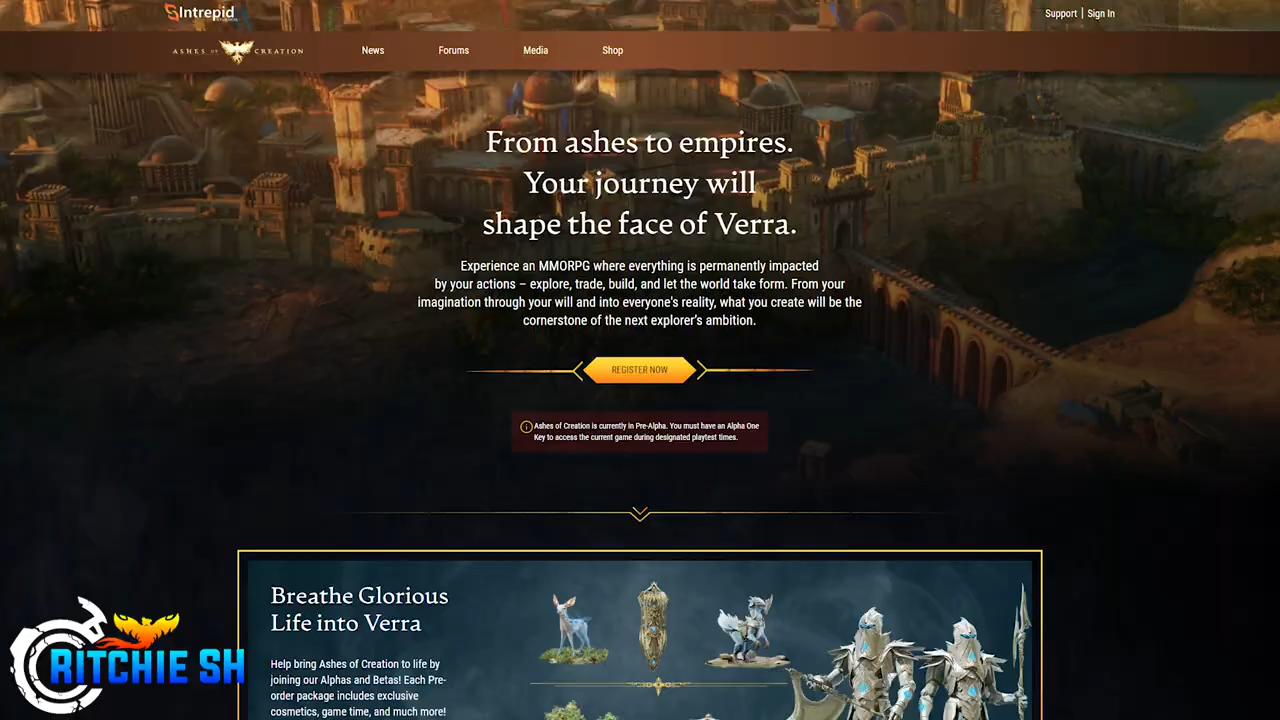 Intrepid
STUDIOS
Support | Sign In
ASHES OF CREATION
News
Forums
Media
Shop
From ashes to empires.
Your journey will
shape the face of Verra.
Experience an MMORPG where everything is permanently impacted
by your actions – explore, trade, build, and let the world take form. From your
imagination through your will and into everyone's reality, what you create will be the
cornerstone of the next explorer's ambition.
REGISTER NOW
Ashes of Creation is currently in Pre-Alpha. You must have an Alpha One
Key to access the current game during designated playtest times.
Breathe Glorious
Life into Verra
Help bring Ashes of Creation to life by
joining our Alphas and Betas! Each Pre-
order package includes exclusive
cosmetics, game time, and much more!
RITCHIE SH